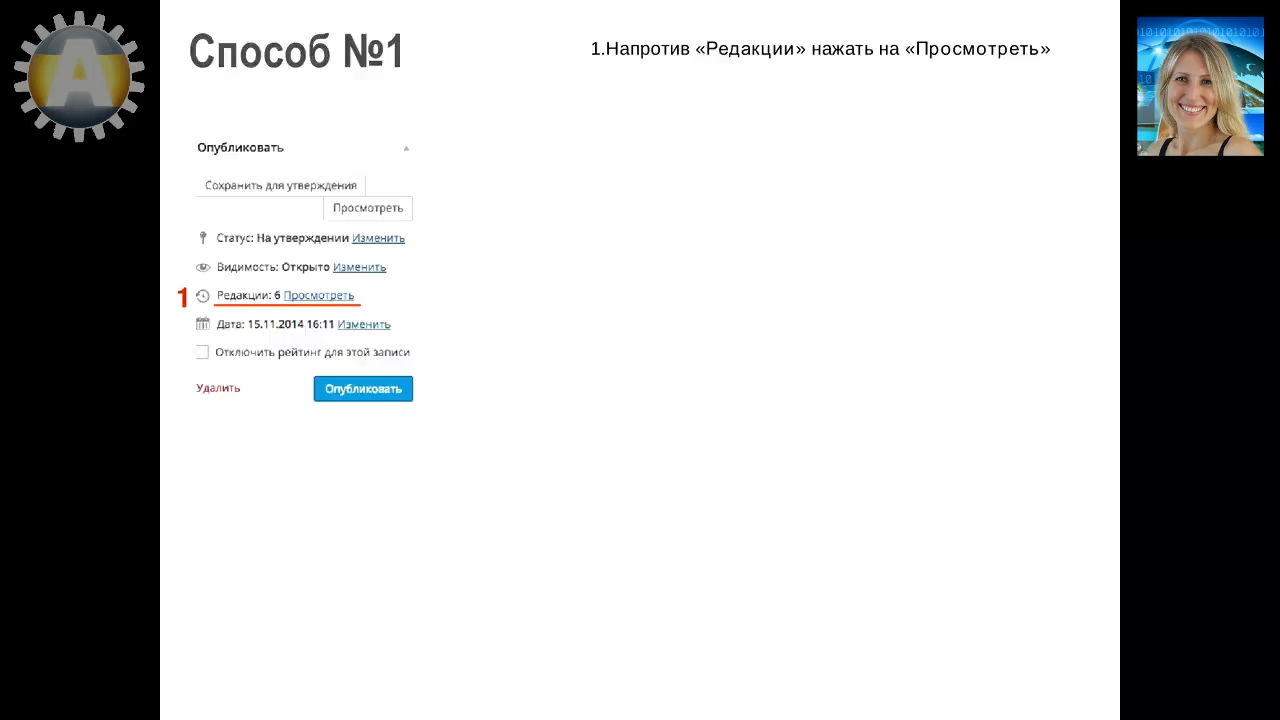 Способ №1
1.Напротив «Редакции» нажать на «Просмотреть»
Опубликовать
Сохранить для утверждения
Просмотреть
Статус: На утверждении Изменить
Видимость: Открыто Изменить
1 Редакции: 6 Просмотреть
Дата: 15.11.2014 16:11 Изменить
Отключить рейтинг для этой записи
Удалить
Опубликовать
A